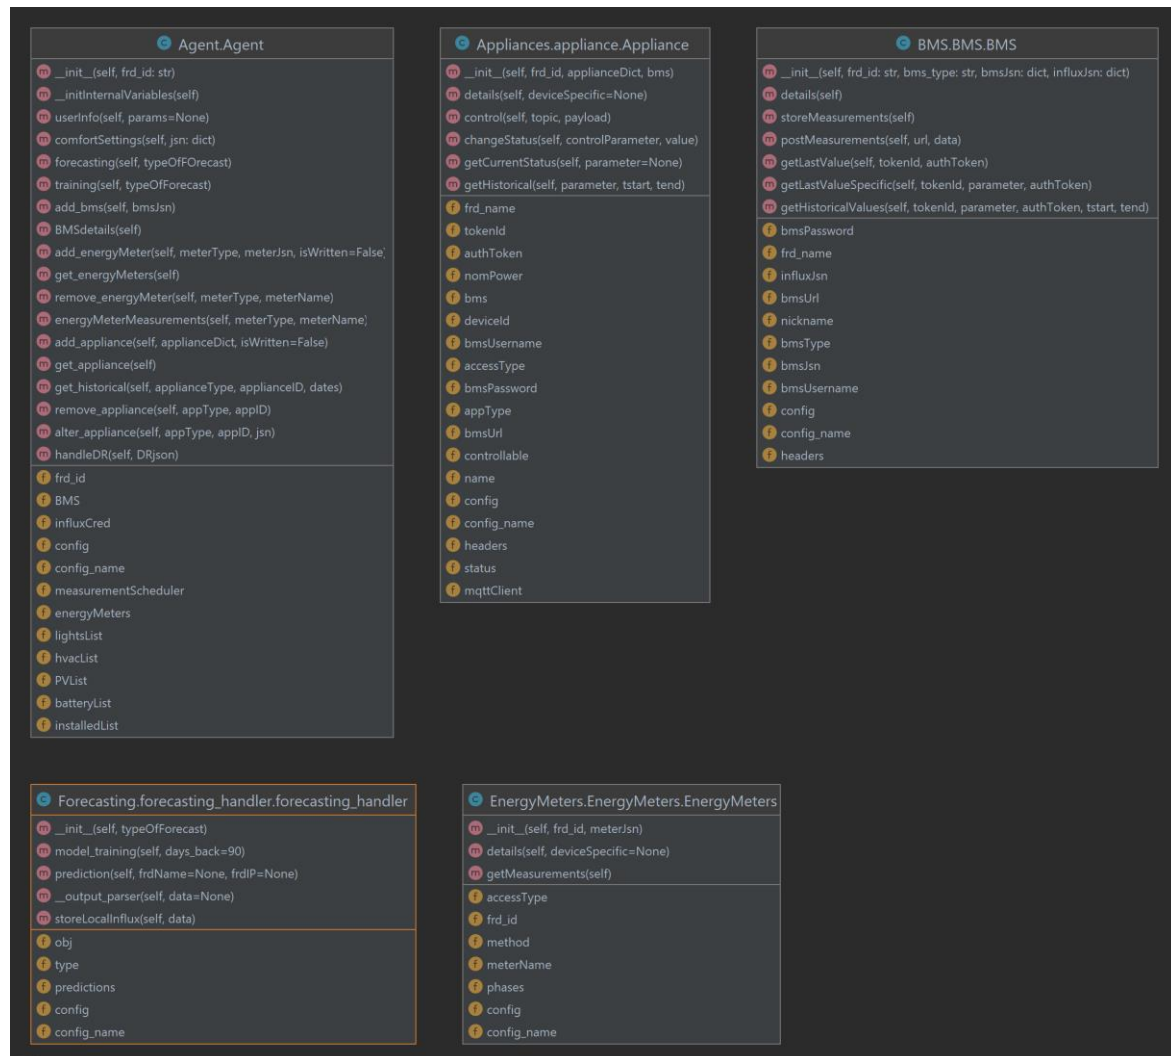 Agent.Agent
__init__(self, frd_id: str)
__initInternalVariables(self)
userInfo(self, params=None)
comfortSettings(self, jsn: dict)
forecasting(self, typeOfFOrecast)
training(self, typeOfForecast)
add_bms(self, bmsJsn)
BMSdetails(self)
add_energyMeter(self, meterType, meterJsn, isWritten=False)
get_energyMeters(self)
remove_energyMeter(self, meterType, meterName)
energyMeterMeasurements(self, meterType, meterName)
add_appliance(self, applianceDict, isWritten=False)
get_appliance(self)
get_historical(self, applianceType, applianceID, dates)
remove_appliance(self, appType, appID)
alter_appliance(self, appType, appID, jsn)
handleDR(self, DRjson)
frd_id
BMS
influxCred
config
config_name
measurementScheduler
energyMeters
lightsList
hvacList
PVList
batteryList
installedList
Appliances.appliance.Appliance
__init__(self, frd_id, applianceDict, bms)
details(self, deviceSpecific=None)
control(self, topic, payload)
changeStatus(self, controlParameter, value)
getCurrentStatus(self, parameter=None)
getHistorical(self, parameter, tstart, tend)
frd_name
tokenId
authToken
nomPower
bms
deviceId
bmsUsername
accessType
bmsPassword
appType
bmsUrl
controllable
name
config
config_name
headers
status
mqttClient
BMS.BMS.BMS
__init__(self, frd_id: str, bms_type: str, bmsJsn: dict, influxJsn: dict)
details(self)
storeMeasurements(self)
postMeasurements(self, url, data)
getLastValue(self, tokenId, authToken)
getLastValueSpecific(self, tokenId, parameter, authToken)
getHistoricalValues(self, tokenId, parameter, authToken, tstart, tend)
bmsPassword
frd_name
influxJsn
bmsUrl
nickname
bmsType
bmsJsn
bmsUsername
config
config_name
headers
Forecasting.forecasting_handler.forecasting_handler
__init__(self, typeOfForecast)
model_training(self, days_back=90)
prediction(self, frdName=None, frdIP=None)
__output_parser(self, data=None)
storeLocalInflux(self, data)
obj
type
predictions
config
config_name
EnergyMeters.EnergyMeters.EnergyMeters
__init__(self, frd_id, meterJsn)
details(self, deviceSpecific=None)
getMeasurements(self)
accessType
frd_id
method
meterName
phases
config
config_name